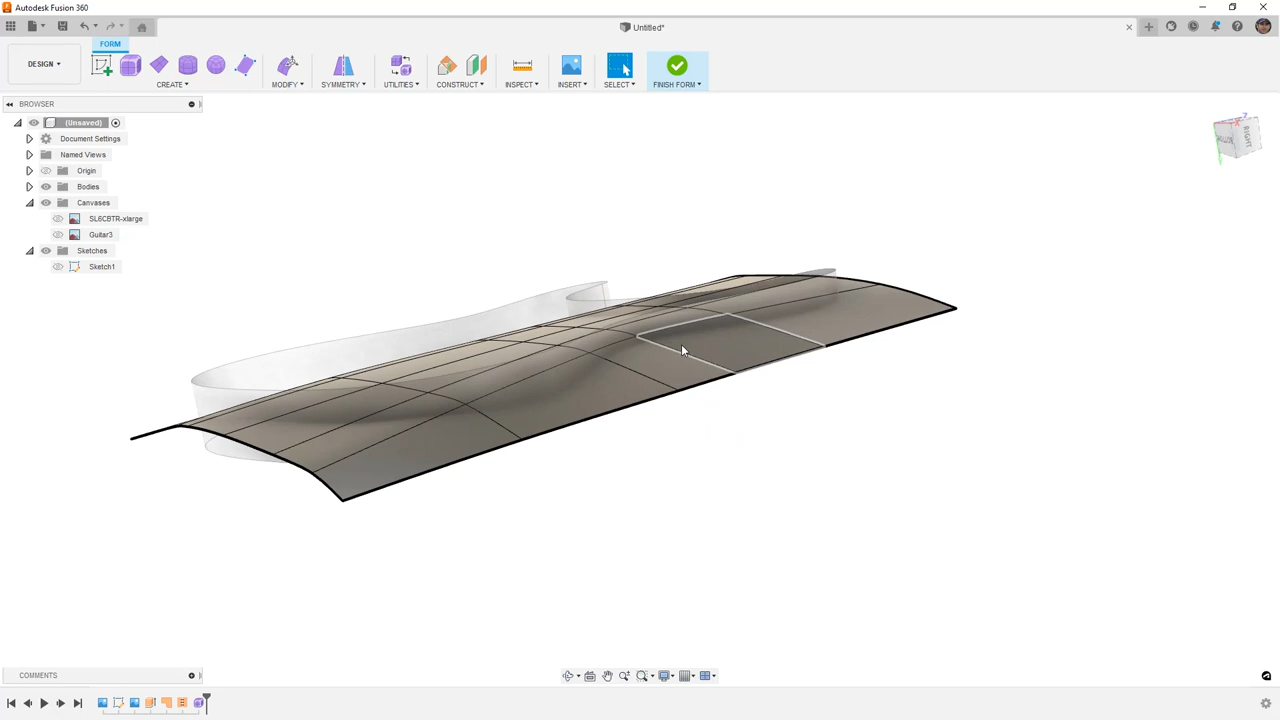 Autodesk Fusion 360
Untitled*
FORM
DESIGN
CREATE
MODIFY
SYMMETRY
UTILITIES
CONSTRUCT
INSPECT
INSERT
SELECT
FINISH FORM
BROWSER
(Unsaved)
Document Settings
Named Views
Origin
Bodies
Canvases
SL6CBTR-xlarge
Guitar3
Sketches
Sketch1
RIGHT
COMMENTS